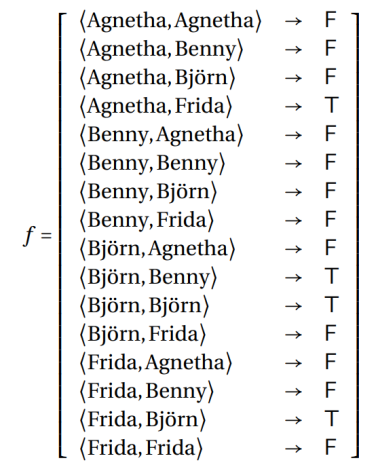 ⟨Agnetha, Agnetha⟩ → F
⟨Agnetha, Benny⟩ → F
⟨Agnetha, Björn⟩ → F
⟨Agnetha, Frida⟩ → T
⟨Benny, Agnetha⟩ → F
⟨Benny, Benny⟩ → F
⟨Benny, Björn⟩ → F
⟨Benny, Frida⟩ → F
f = ⟨Björn, Agnetha⟩ → F
⟨Björn, Benny⟩ → T
⟨Björn, Björn⟩ → T
⟨Björn, Frida⟩ → F
⟨Frida, Agnetha⟩ → F
⟨Frida, Benny⟩ → F
⟨Frida, Björn⟩ → T
⟨Frida, Frida⟩ → F